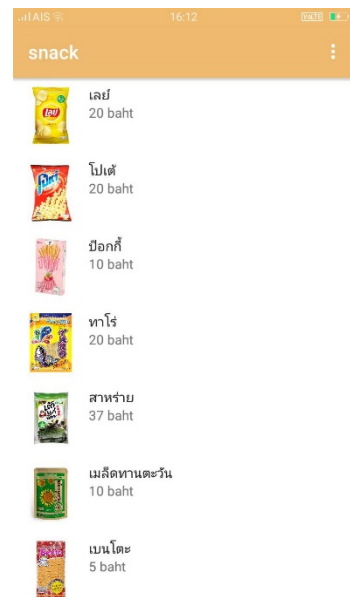 AIS
16:12
VoLTE
snack
เลย์
20 baht
โปเต้
20 baht
ป๊อกกี้
10 baht
ทาโร่
20 baht
สาหร่าย
37 baht
เมล็ดทานตะวัน
10 baht
เบนโตะ
5 baht